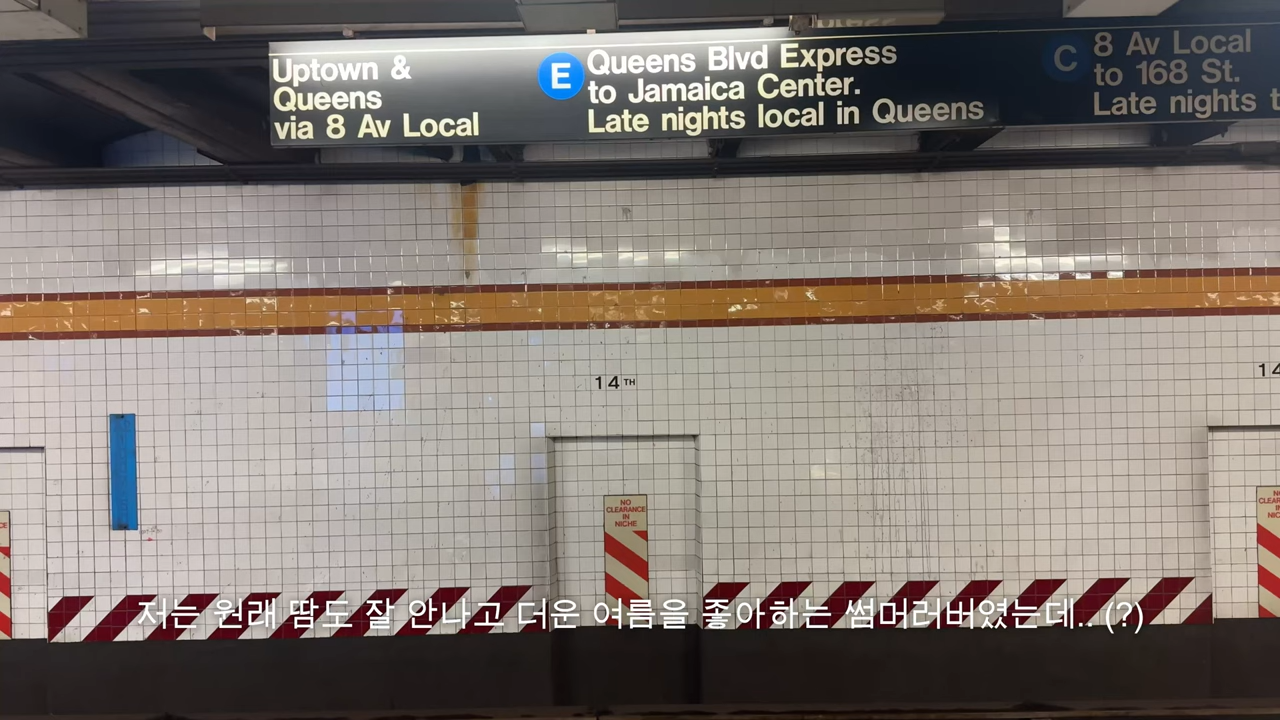 Uptown &
Queens
via 8 Av Local
E
Queens Blvd Express
to Jamaica Center.
Late nights local in Queens
C
8 Av Local
to 168 St.
Late nights t
14TH
14
NO
CLEARANCE
IN
NICHE
저는 원래 땀도 잘 안나고 더운 여름을 좋아하는 썸머러버였는데.. (?)